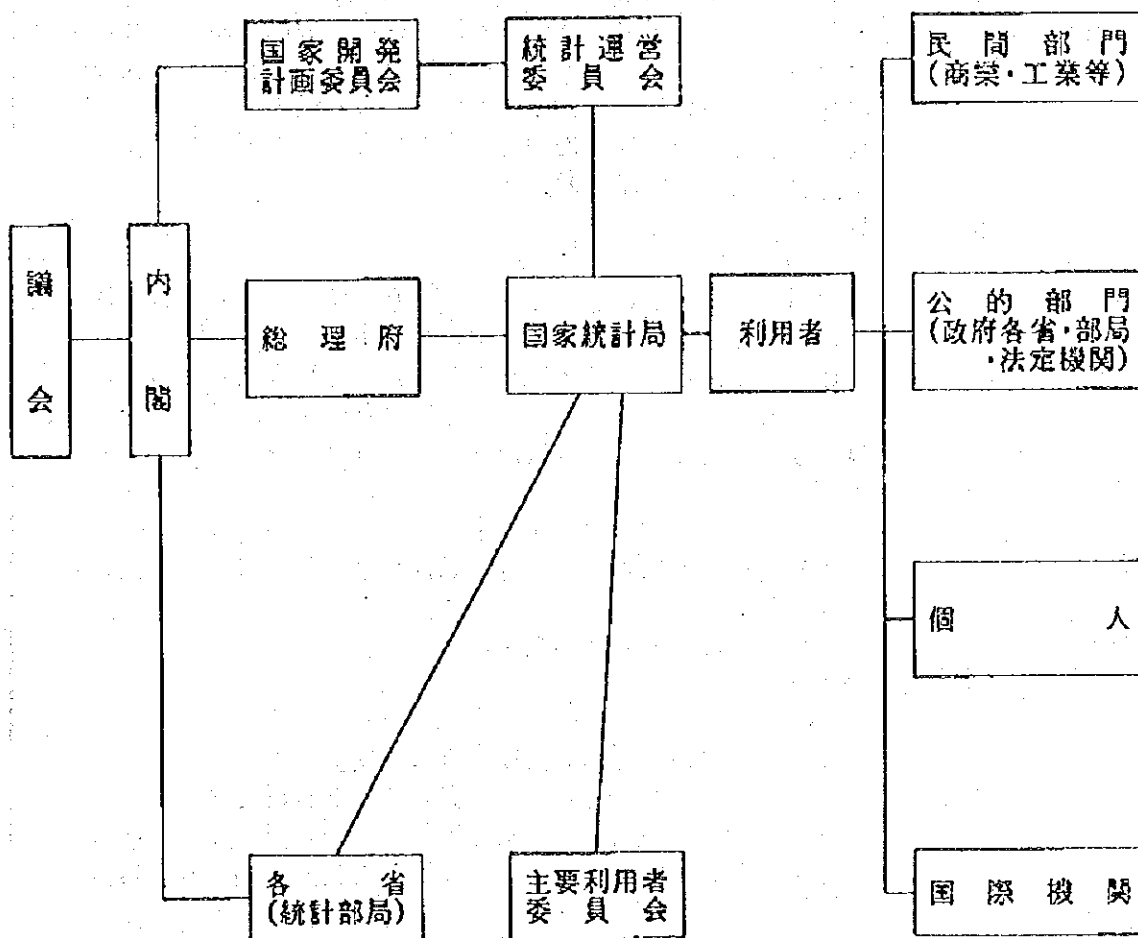 国家開発
計画委員会
統計運営
委員会
民間部門
(商業・工業等)
議会
内閣
総理府
国家統計局
利用者
公的部門
(政府各省・部局
・法定機関)
個人
各省
(統計部局)
主要利用者
委員会
国際機関